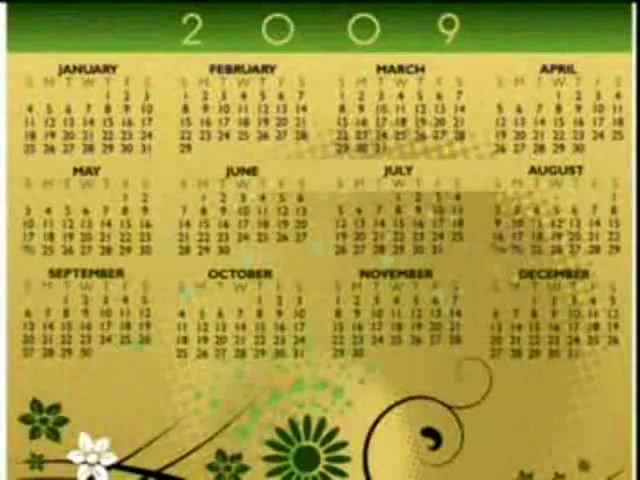 2009
JANUARY
S M T W T F S
1 2 3
4 5 6 7 8 9 10
11 12 13 14 15 16 17
18 19 20 21 22 23 24
25 26 27 28 29 30 31
FEBRUARY
S M T W T F S
1 2 3 4 5 6 7
8 9 10 11 12 13 14
15 16 17 18 19 20 21
22 23 24 25 26 27 28
29
MARCH
S M T W T F S
1 2 3 4 5 6 7
8 9 10 11 12 13 14
15 16 17 18 19 20 21
22 23 24 25 26 27 28
29 30 31
APRIL
S M T W T F S
1 2 3 4
5 6 7 8 9 10 11
12 13 14 15 16 17 18
19 20 21 22 23 24 25
26 27 28 29 30
MAY
S M T W T F S
1 2
3 4 5 6 7 8 9
10 11 12 13 14 15 16
17 18 19 20 21 22 23
25 26 27 28 29 30
JUNE
S M T W T F S
1 2 3 4 5 6
7 8 9 10 11 12 13
14 15 16 17 18 19 20
21 22 23 24 25 26 27
28 29 30
JULY
S M T W T F S
1 2 3 4
5 6 7 8 9 10 11
12 13 14 15 16 17 18
19 20 21 22 23 24 25
26 27 28 29 30 31
AUGUST
S M T W T F S
1
2 3 4 5 6 7 8
9 10 11 12 13 14 15
16 17 18 19 20 21 22
25 26 27 28 29
SEPTEMBER
S M T W T F S
1 2 3 4 5
6 7 8 9 10 11 12
13 14 15 16 17 18 19
20 21 22 23 24 25 26
27 28 29 30
OCTOBER
S M T W T F S
1 2 3
4 5 6 7 8 9 10
11 12 13 14 15 16 17
18 19 20 21 22 23 24
25 26 27 28 29 30 31
NOVEMBER
S M T W T F S
1 2 3 4 5 6 7
8 9 10 11 12 13 14
15 16 17 18 19 20 21
22 23 24 25 26 27 28
29 30
DECEMBER
S M T W T F S
1 2 3 4 5
6 7 8 9 10 11 12
13 14 15 16 17 18 19
20 21 22 23 24 25 26
27 28 29 30 31